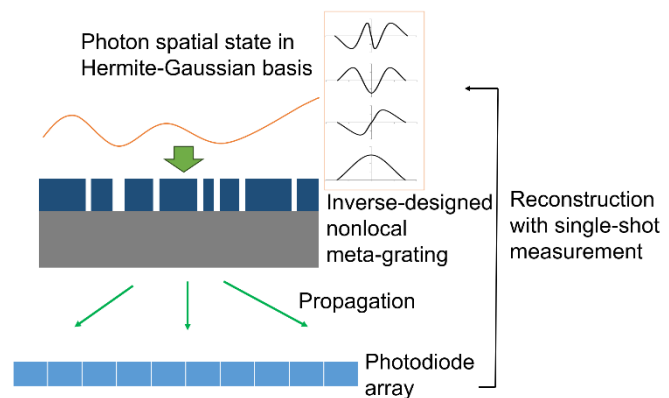 Photon spatial state in
Hermite-Gaussian basis
Inverse-designed
nonlocal
meta-grating
Reconstruction
with single-shot
measurement
Propagation
Photodiode
array